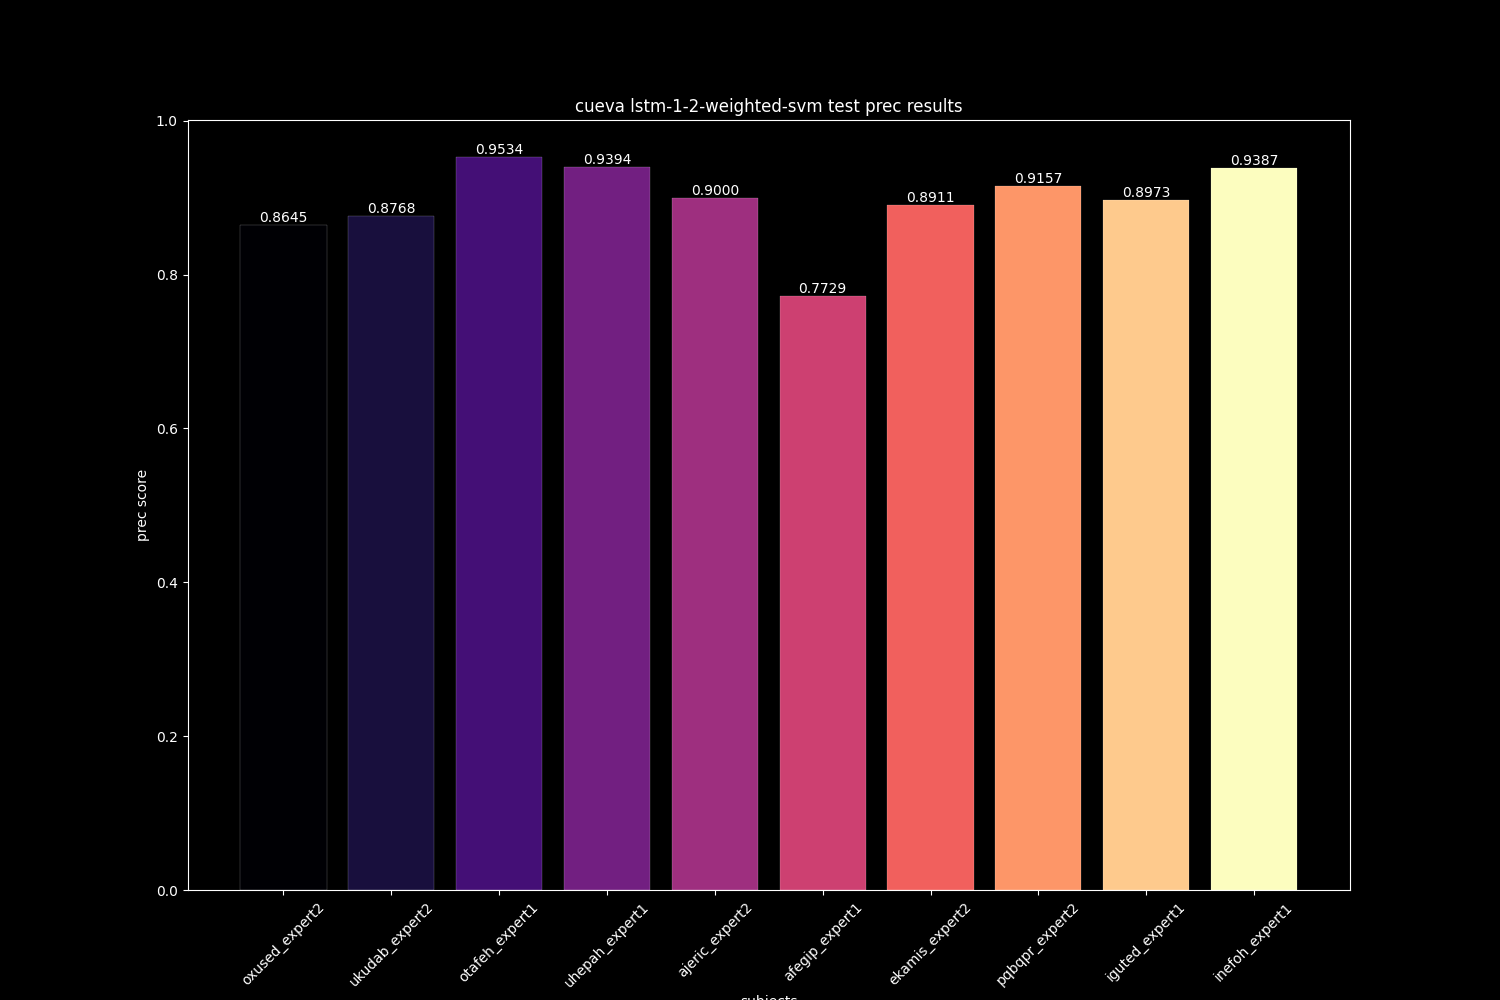 cueva lstm-1-2-weighted-svm test prec results
1.0
0.8
0.6
0.4
0.2
0.0
prec score
0.8645
0.8768
0.9534
0.9394
0.9000
0.7729
0.8911
0.9157
0.8973
0.9387
oxused_expert2
ukudab_expert2
otafeh_expert1
uhepah_expert1
ajeric_expert2
afegip_expert1
ekamis_expert2
pqbqpr_expert2
iguted_expert1
inefoh_expert1
subjects